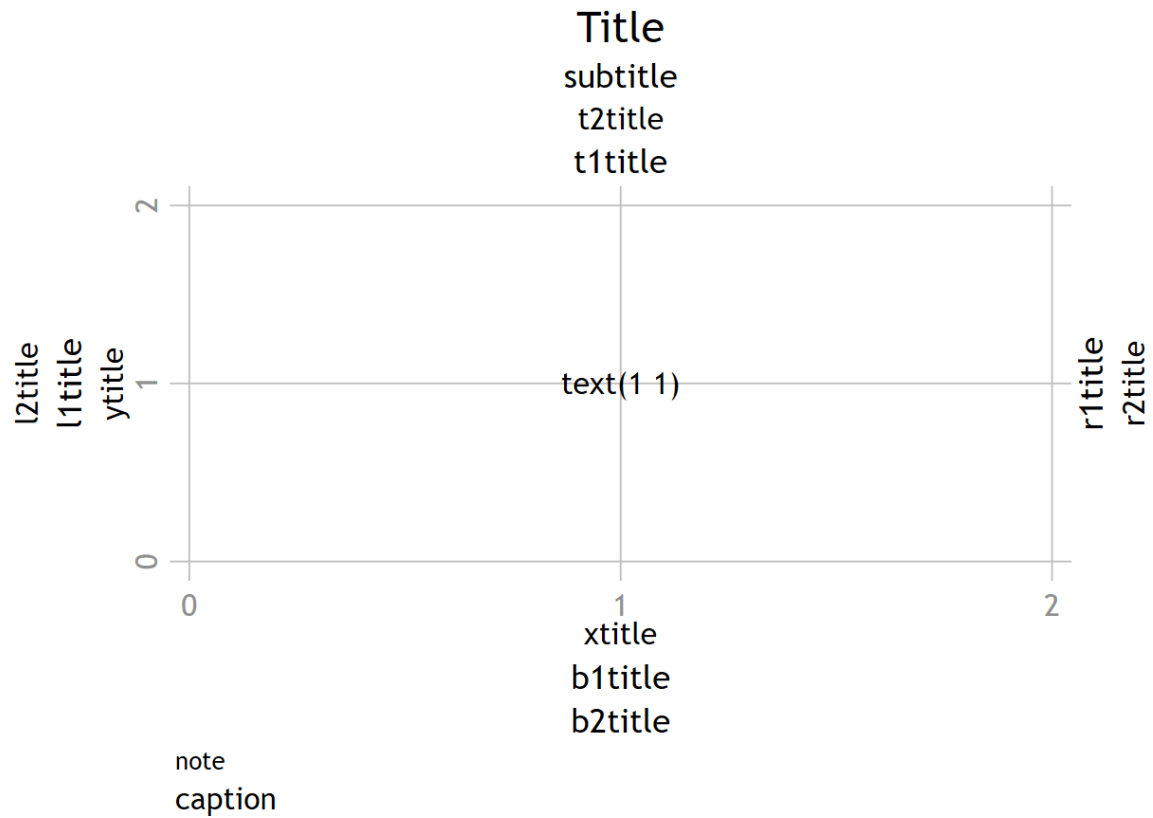 Title
subtitle
t2title
t1title
2
l2title
l1title
ytitle
1
text(1 1)
r1title
r2title
0
0 1 2
xtitle
b1title
b2title
note
caption